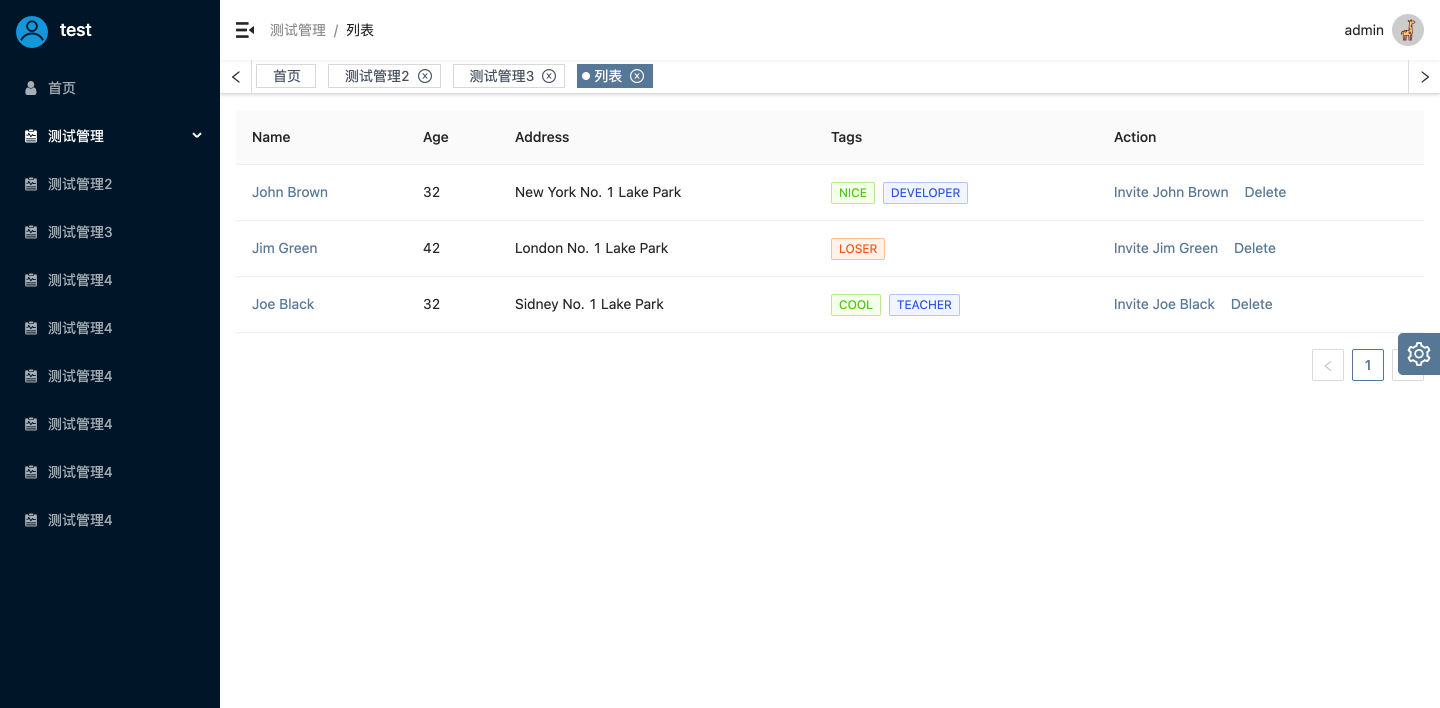 test
首页
测试管理
测试管理2
测试管理3
测试管理4
测试管理4
测试管理4
测试管理4
测试管理4
测试管理4
测试管理 / 列表
admin
首页 测试管理2 测试管理3 列表
Name Age Address Tags Action
John Brown 32 New York No. 1 Lake Park NICE DEVELOPER Invite John Brown Delete
Jim Green 42 London No. 1 Lake Park LOSER Invite Jim Green Delete
Joe Black 32 Sidney No. 1 Lake Park COOL TEACHER Invite Joe Black Delete
1